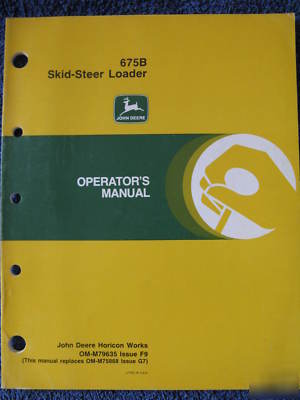 675B
Skid-Steer Loader
JOHN DEERE
OPERATOR'S
MANUAL
John Deere Horicon Works
OM-M79635 Issue F9
(This manual replaces OM-M75868 Issue G7)